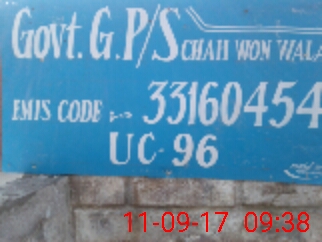 Govt. G.P/S CHAH WON WALA
EMIS CODE 33160454
UC-96
11-09-17 09:38